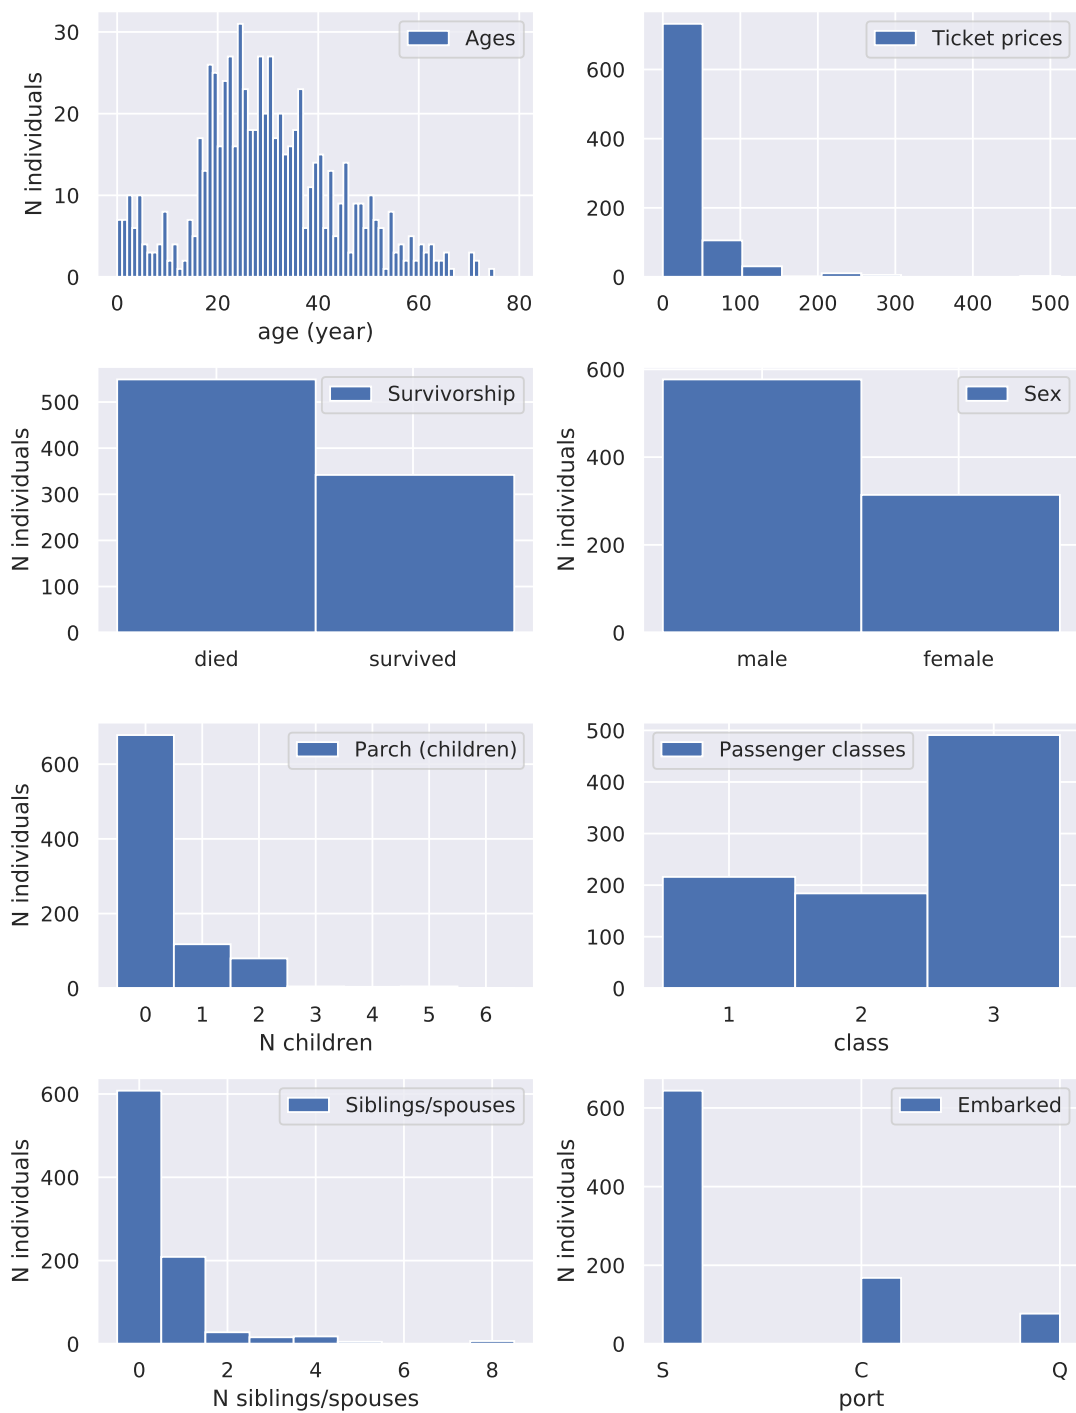 Ages
N individuals
30
20
10
0
0 20 40 60 80
age (year)
Ticket prices
600
400
200
0
0 100 200 300 400 500
Survivorship
N individuals
500
400
300
200
100
0
died survived
Sex
N individuals
600
400
200
0
male female
Parch (children)
N individuals
600
400
200
0
0 1 2 3 4 5 6
N children
Passenger classes
500
400
300
200
100
0
1 2 3
class
Siblings/spouses
N individuals
600
400
200
0
0 2 4 6 8
N siblings/spouses
Embarked
N individuals
600
400
200
0
S C Q
port